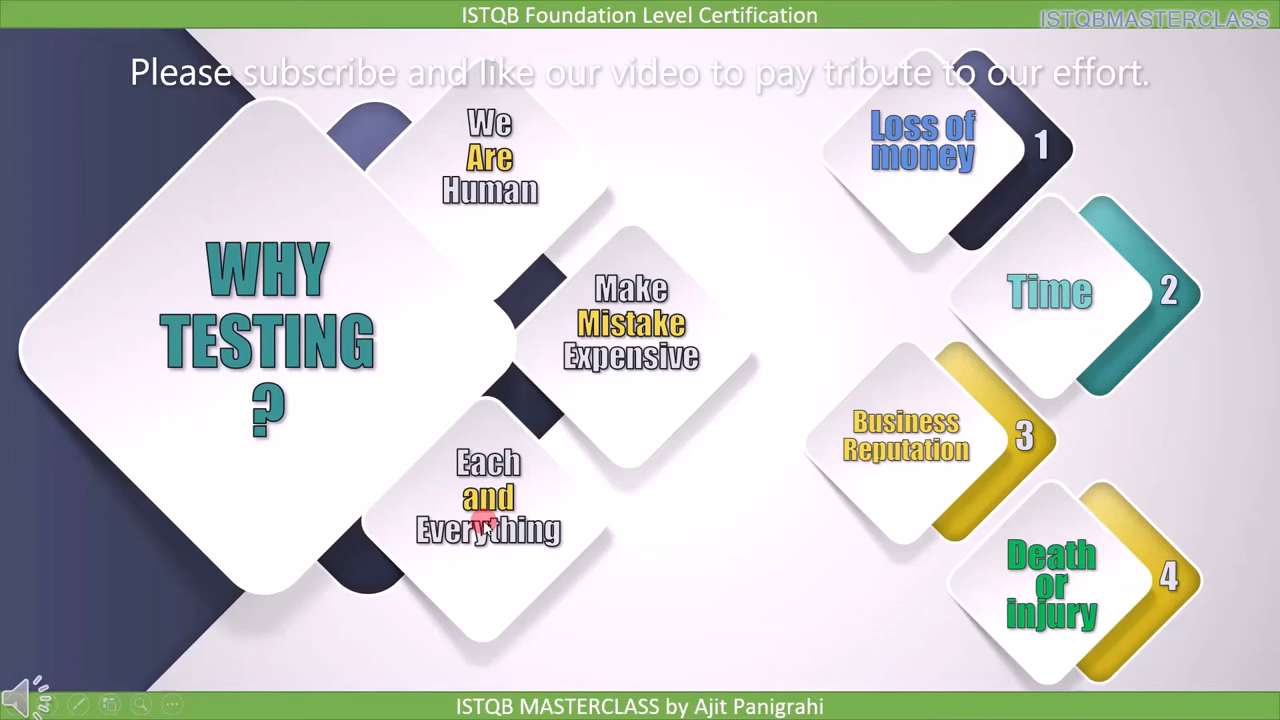 ISTQB Foundation Level Certification
ISTQBMASTERCLASS
Please subscribe and like our video to pay tribute to our effort.
WHY
TESTING
?
We
Are
Human
Make
Mistake
Expensive
Each
and
Everything
Loss of
money
1
Time
2
Business
Reputation
3
Death
or
injury
4
ISTQB MASTERCLASS by Ajit Panigrahi